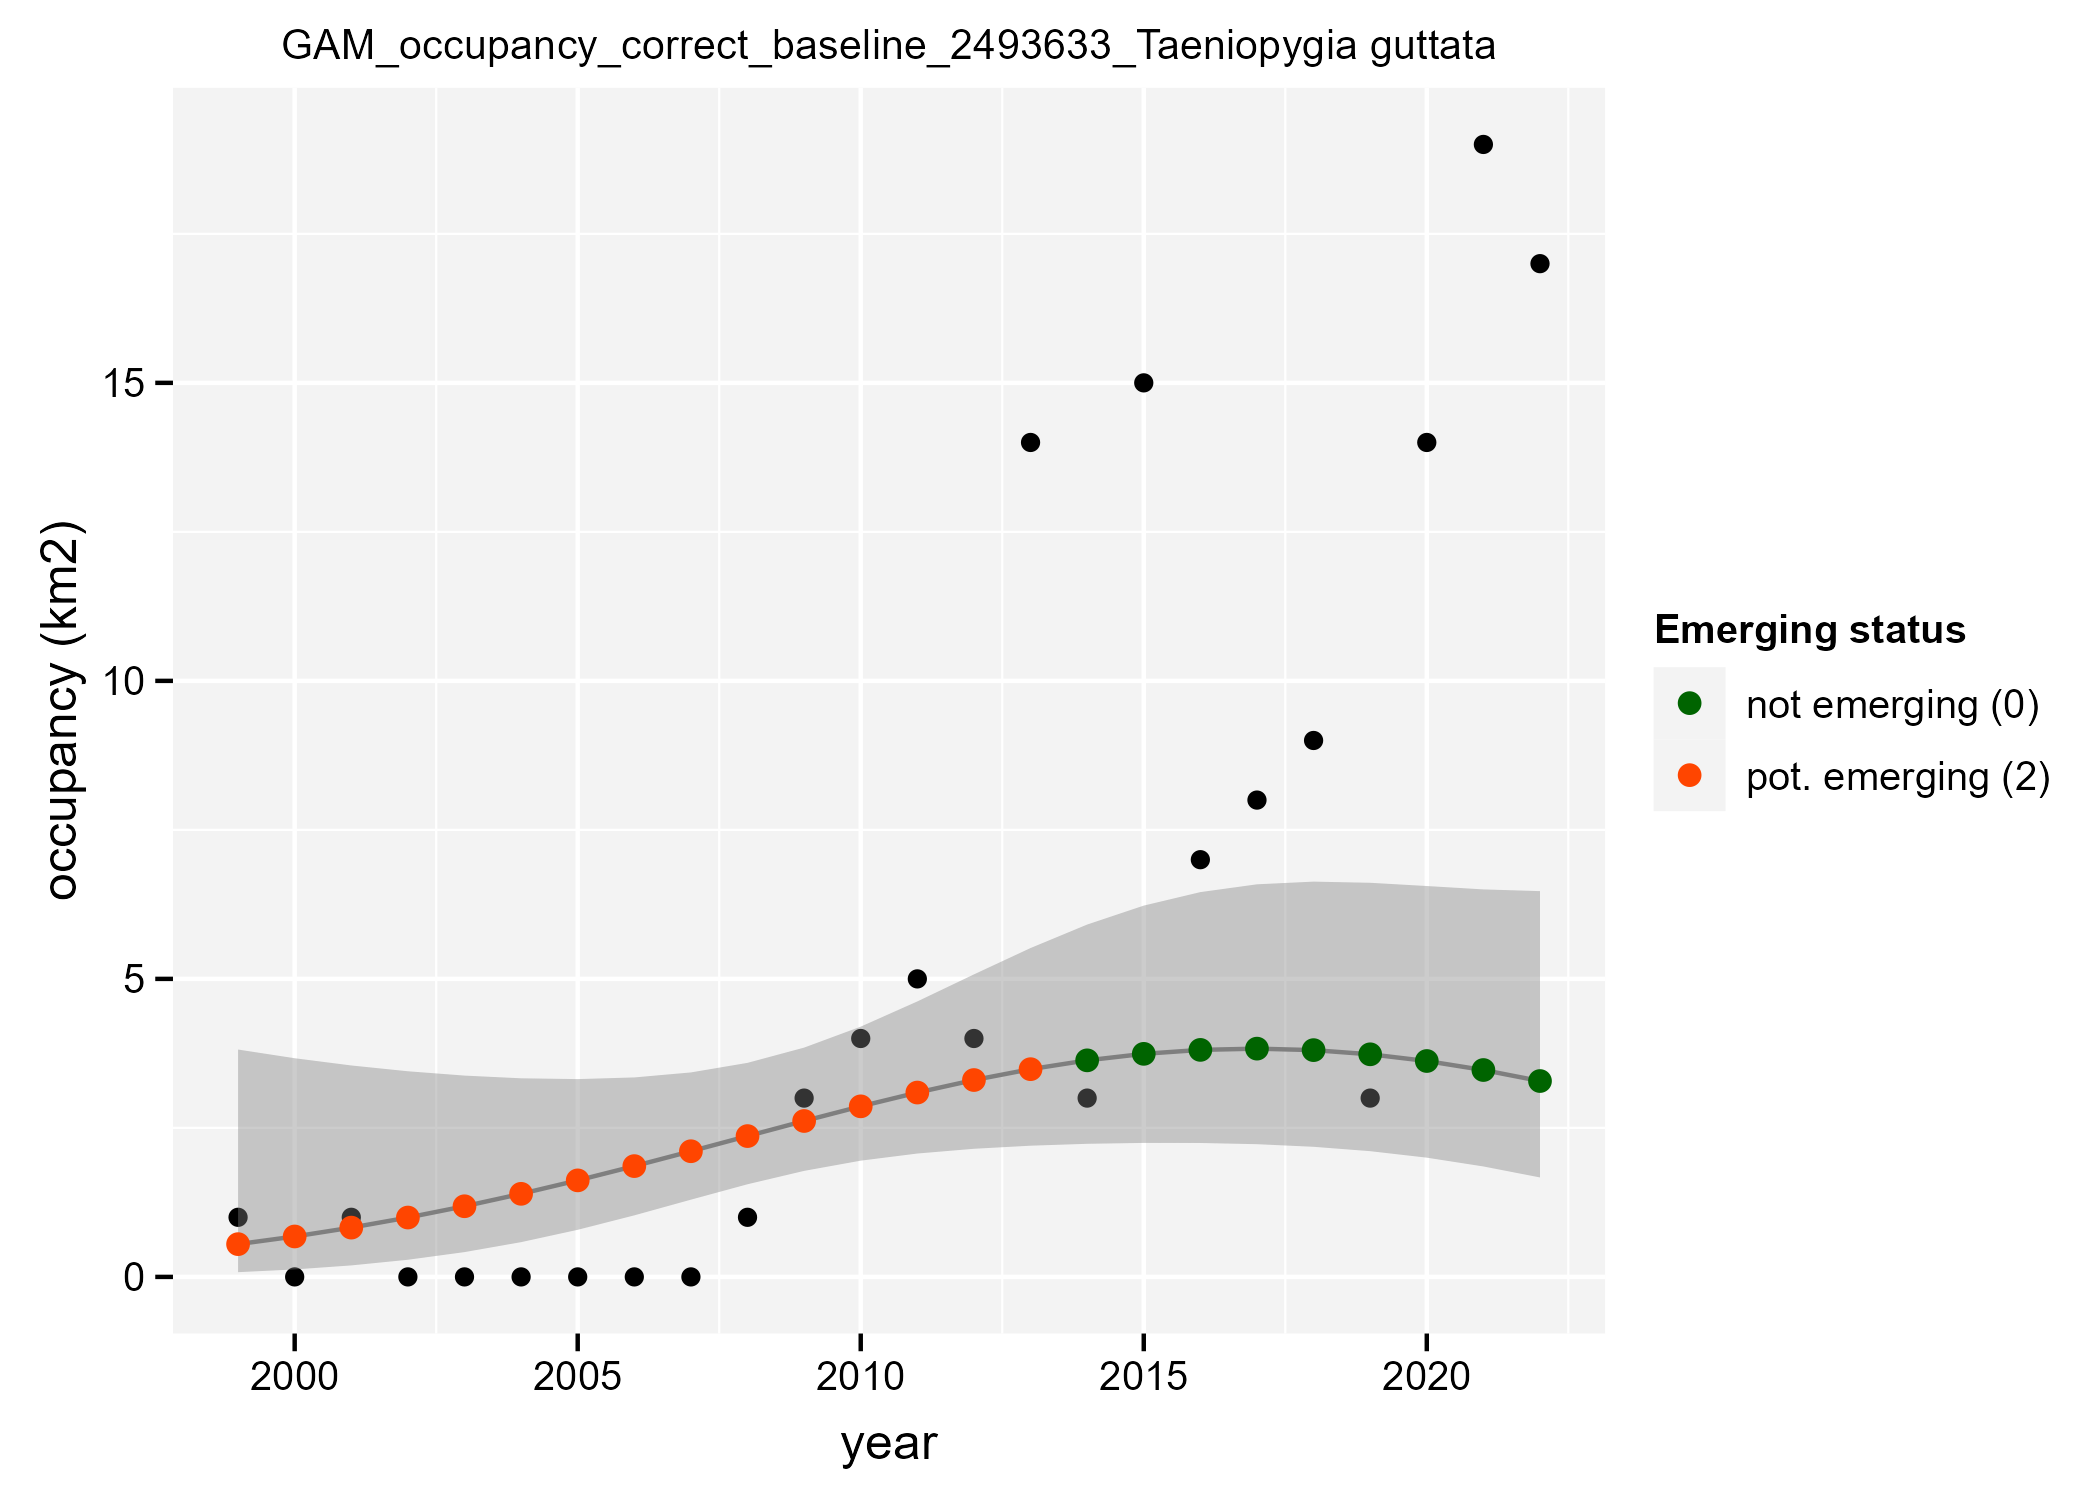 GAM_occupancy_correct_baseline_2493633_Taeniopygia guttata
occupancy (km2)
15
10
5
0
2000
2005
2010
2015
2020
year
Emerging status
not emerging (0)
pot. emerging (2)